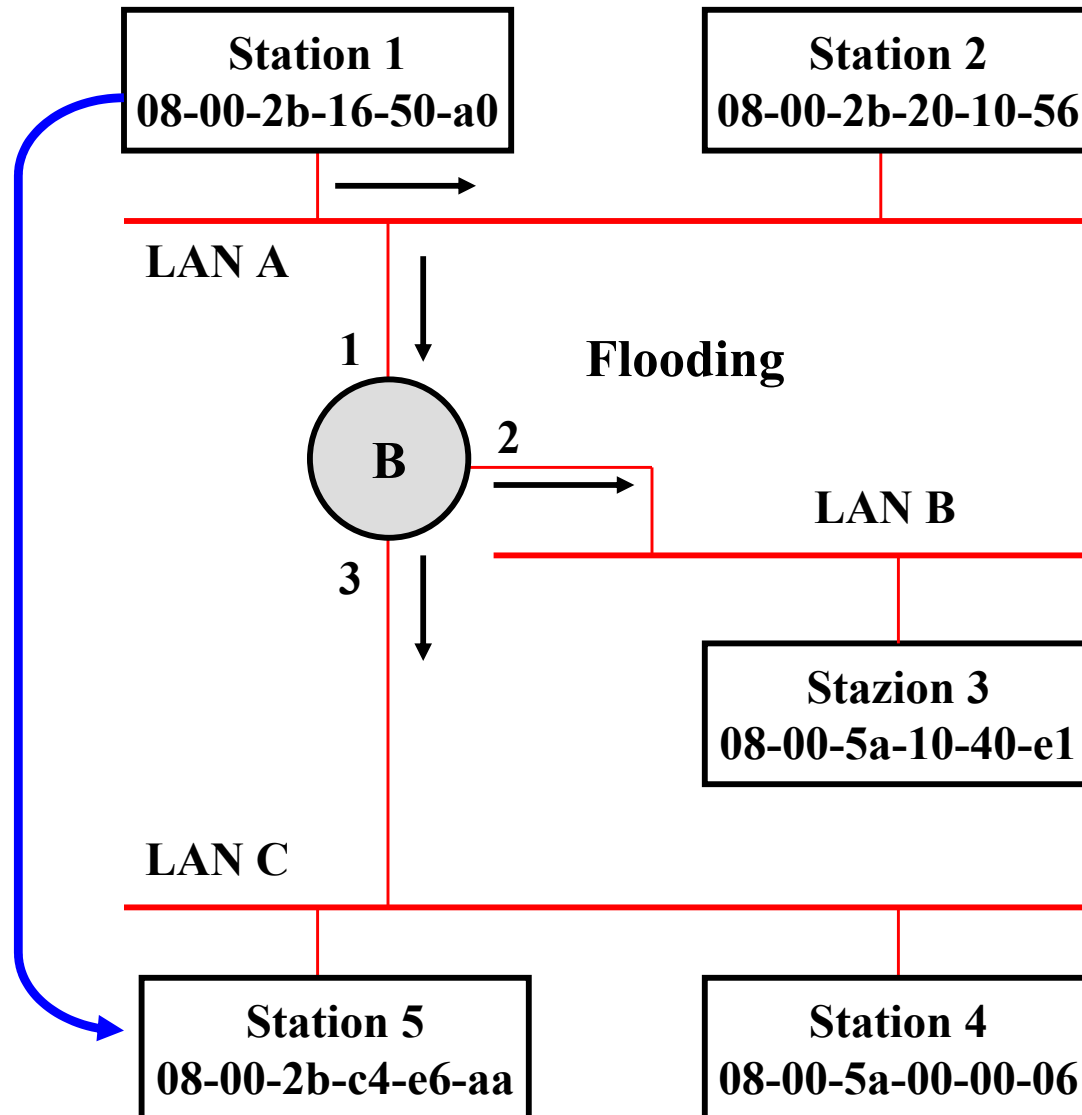 Station 1
08-00-2b-16-50-a0
Station 2
08-00-2b-20-10-56
LAN A
1
Flooding
B
2
LAN B
3
Stazion 3
08-00-5a-10-40-e1
LAN C
Station 5
08-00-2b-c4-e6-aa
Station 4
08-00-5a-00-00-06